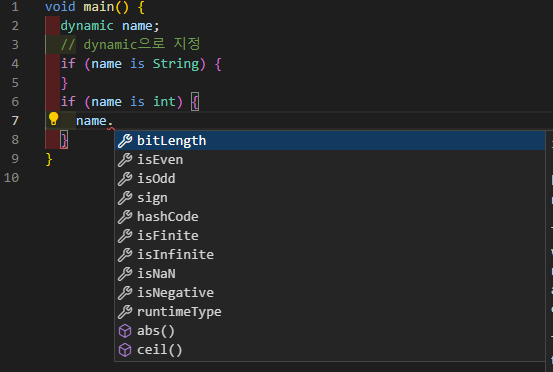 1 void main() {
2 dynamic name;
3 // dynamic으로 지정
4 if (name is String) {
5 }
6 if (name is int) {
7 name.
8 }
9 }
10
bitLength
isEven
isOdd
sign
hashCode
isFinite
isInfinite
isNaN
isNegative
runtimeType
abs()
ceil()